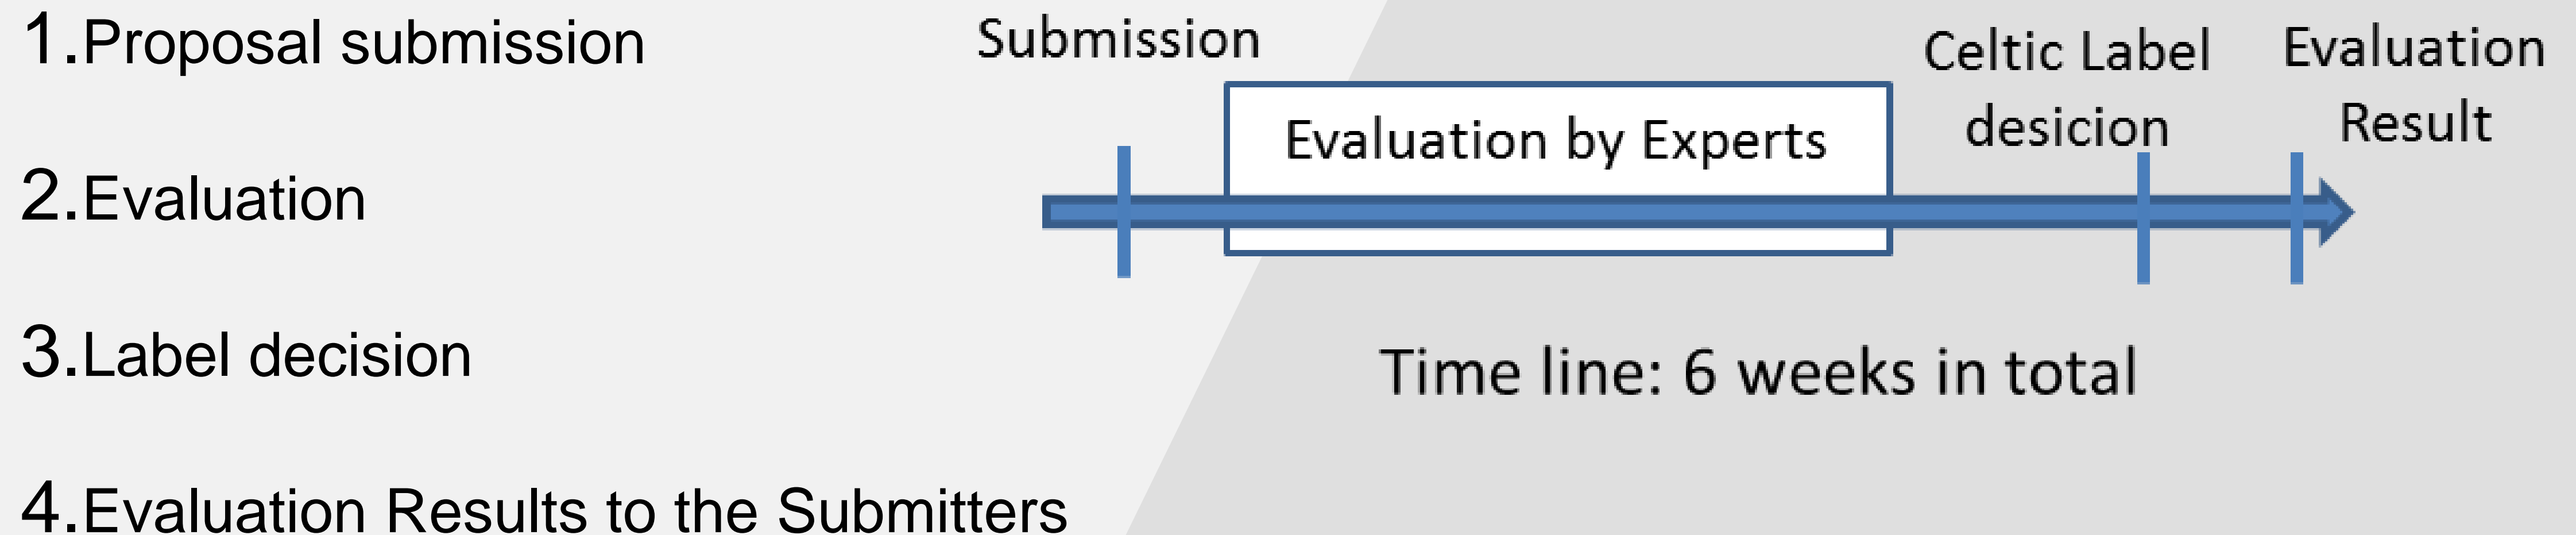 1.Proposal submission
2.Evaluation
3.Label decision
4.Evaluation Results to the Submitters
Submission
Evaluation by Experts
Celtic Label
desicion
Evaluation
Result
Time line: 6 weeks in total